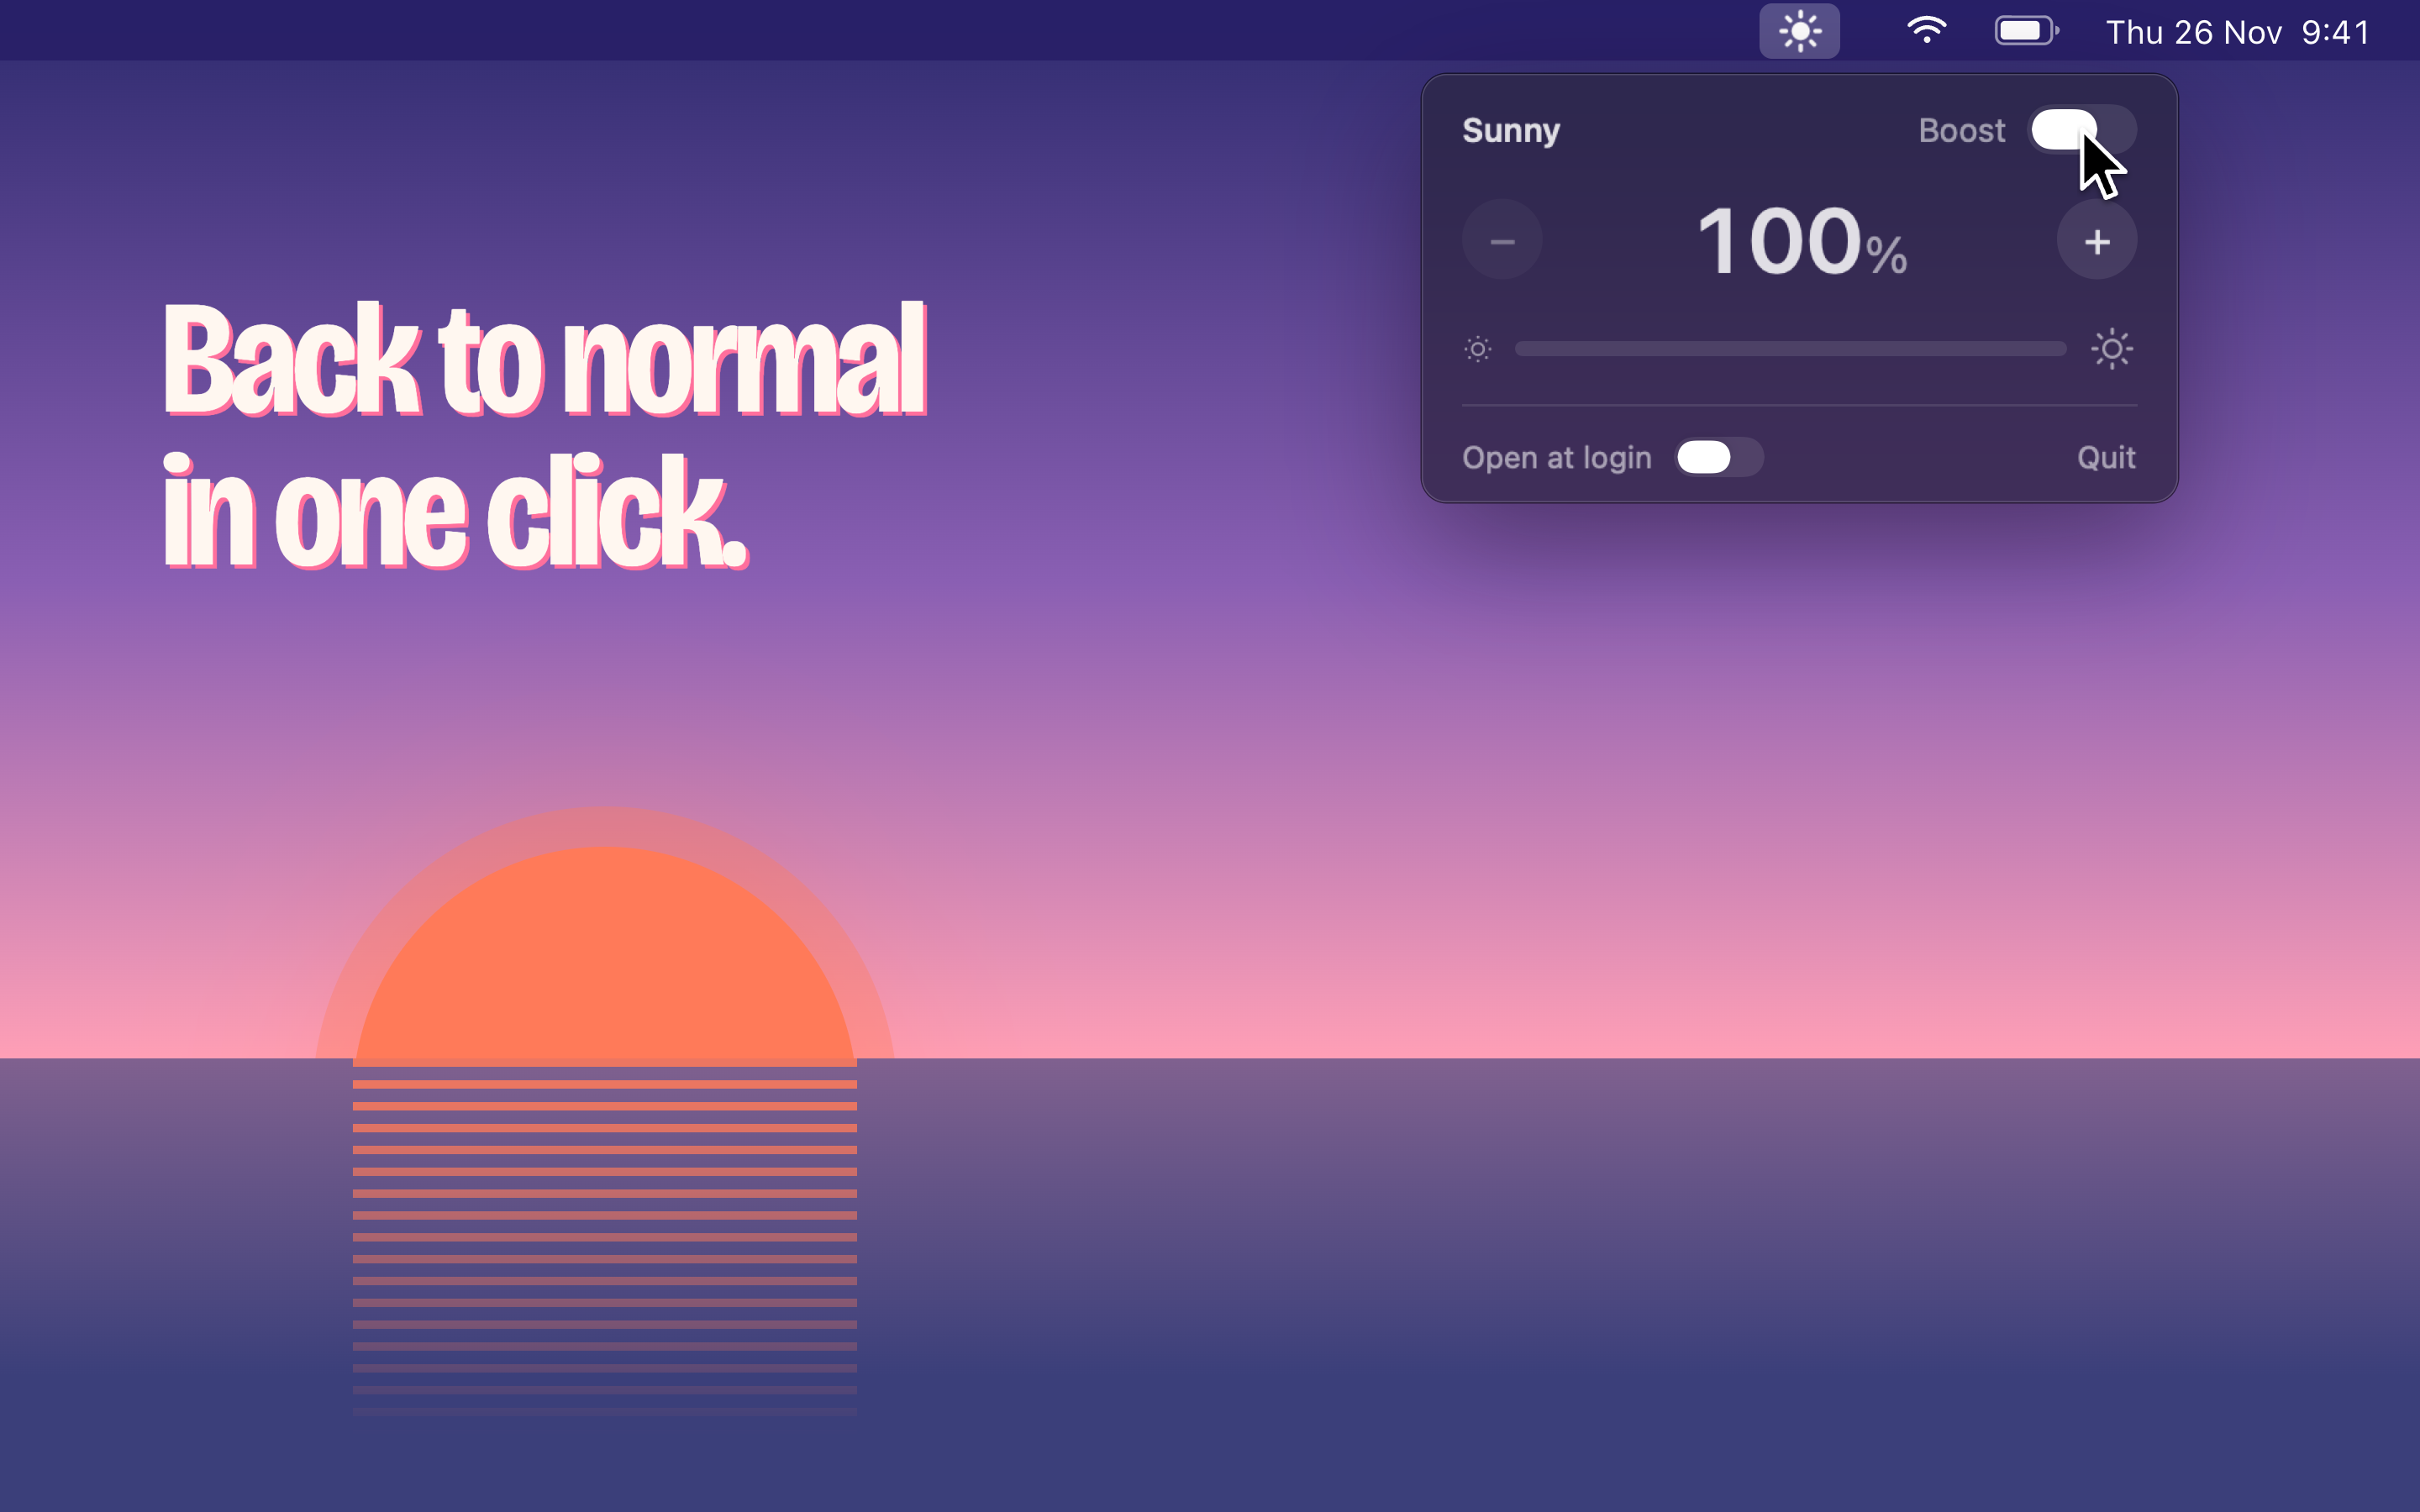 Thu 26 Nov 9:41
Sunny
Boost
− 100% +
Open at login
Quit
Back to normal
in one click.